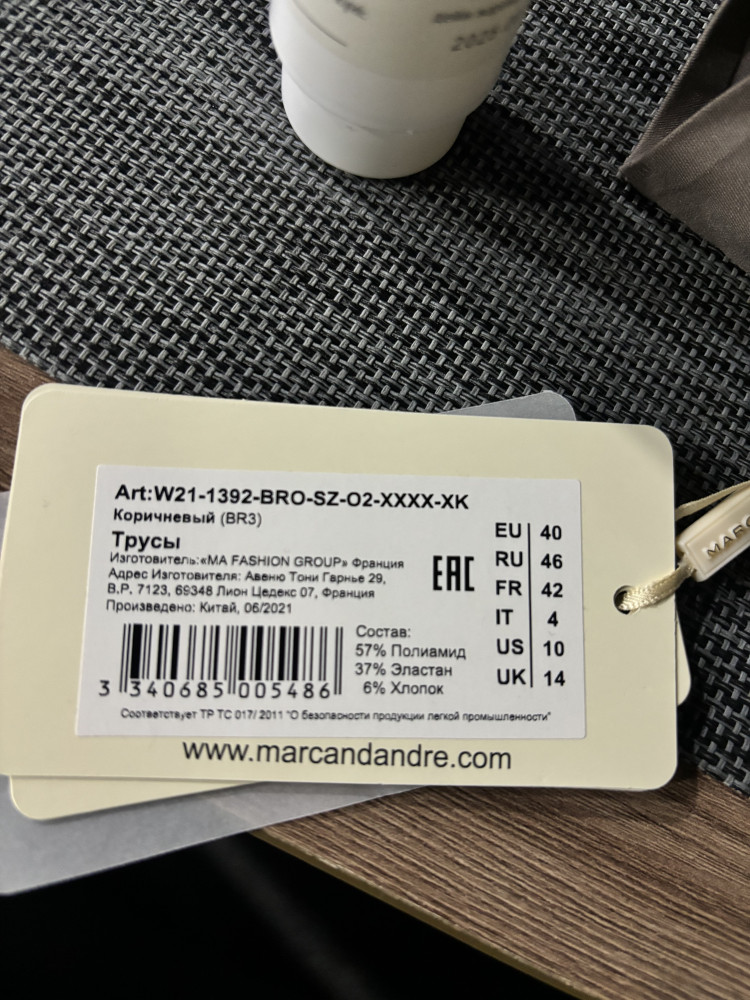 2025
Art:W21-1392-BRO-SZ-O2-XXXX-XK
Коричневый (BR3)
Трусы
Изготовитель:«MA FASHION GROUP» Франция
Адрес Изготовителя: Авеню Тони Гарнье 29,
B.P. 7123, 69348 Лион Цедекс 07, Франция
Произведено: Китай, 06/2021
EAC
EU 40
RU 46
FR 42
IT 4
US 10
UK 14
Состав:
57% Полиамид
37% Эластан
6% Хлопок
3 340685 005486
Соответствует ТР ТС 017/ 2011 "О безопасности продукции легкой промышленности"
www.marcandandre.com
MARC